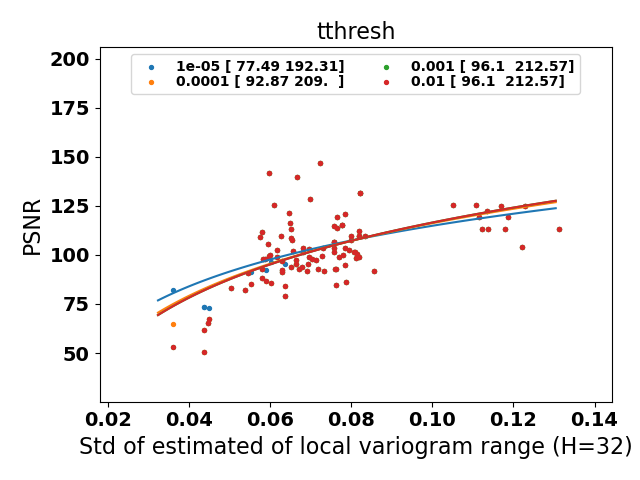 tthresh
1e-05 [ 77.49 192.31]
0.0001 [ 92.87 209.  ]
0.001 [ 96.1  212.57]
0.01 [ 96.1  212.57]
200
175
150
125
100
75
50
PSNR
0.02 0.04 0.06 0.08 0.10 0.12 0.14
Std of estimated of local variogram range (H=32)